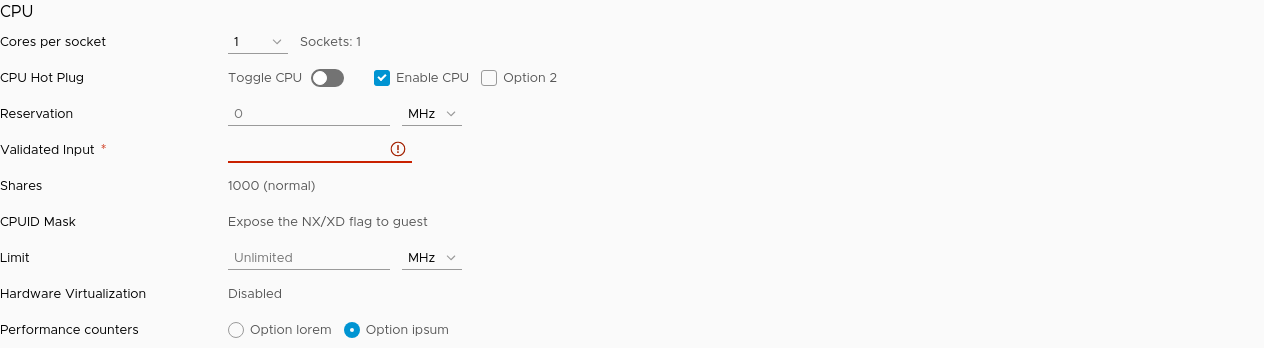 CPU
Cores per socket 1 Sockets: 1
CPU Hot Plug Toggle CPU Enable CPU Option 2
Reservation 0 MHz
Validated Input *
Shares 1000 (normal)
CPUID Mask Expose the NX/XD flag to guest
Limit Unlimited MHz
Hardware Virtualization Disabled
Performance counters Option lorem Option ipsum